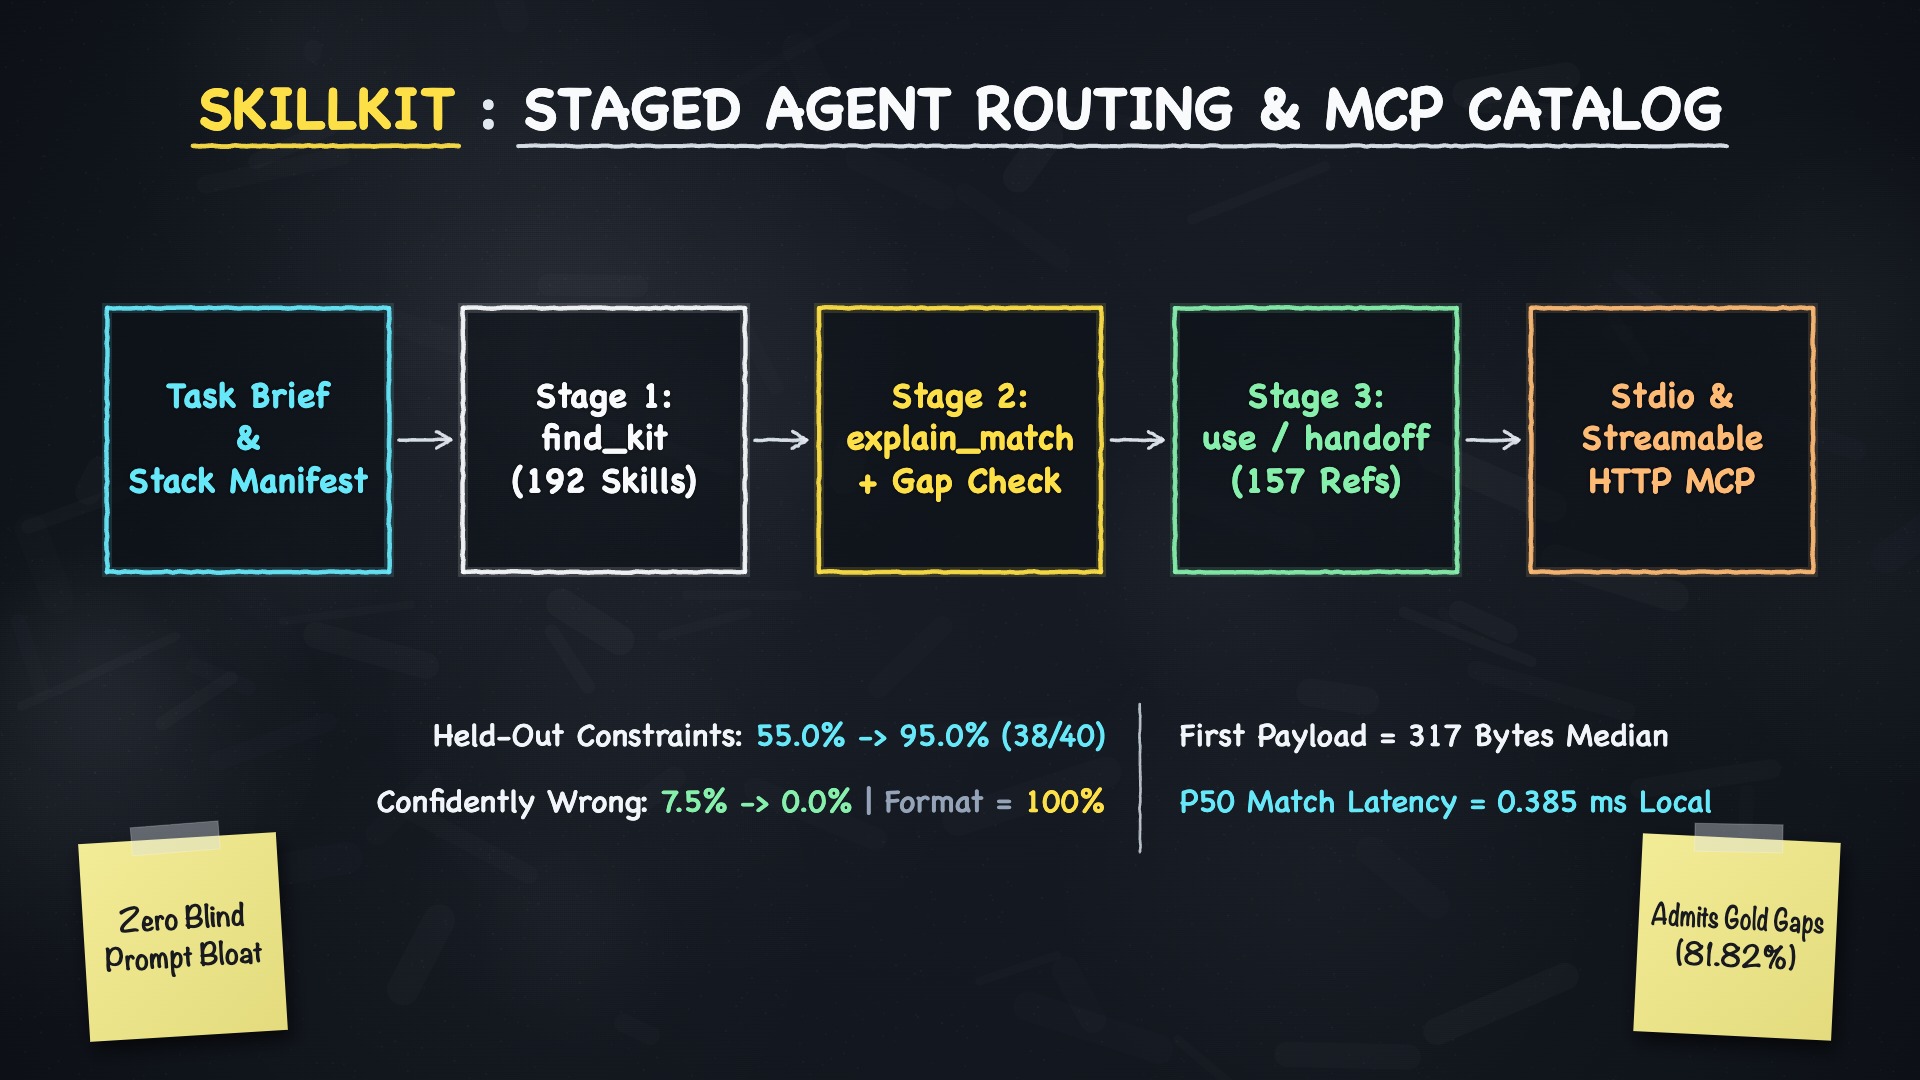 SKILLKIT : STAGED AGENT ROUTING & MCP CATALOG
Task Brief
&
Stack Manifest
Stage 1:
find_kit
(192 Skills)
Stage 2:
explain_match
+ Gap Check
Stage 3:
use / handoff
(157 Refs)
Stdio &
Streamable
HTTP MCP
Held-Out Constraints: 55.0% -> 95.0% (38/40)
Confidently Wrong: 7.5% -> 0.0% | Format = 100%
First Payload = 317 Bytes Median
P50 Match Latency = 0.385 ms Local
Zero Blind
Prompt Bloat
Admits Gold Gaps
(81.82%)